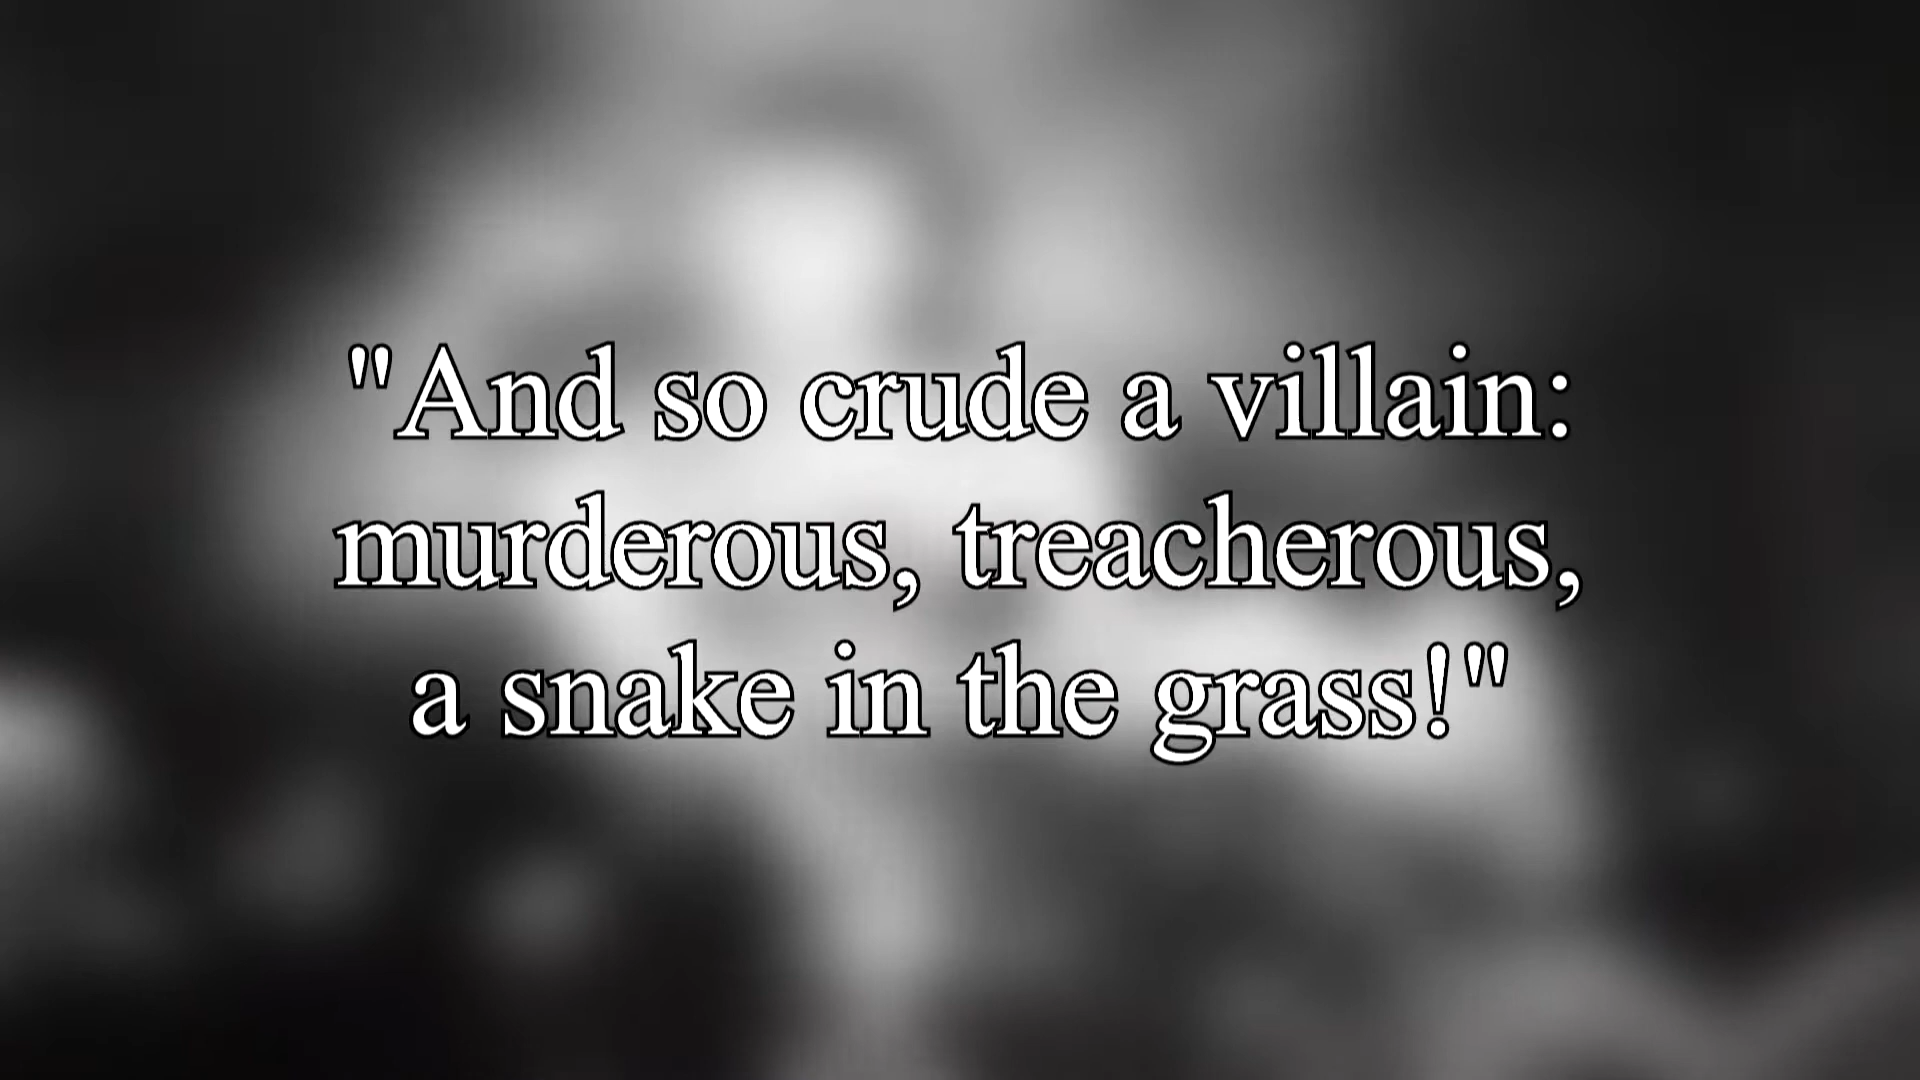 "And so crude a villain:
murderous, treacherous,
a snake in the grass!"